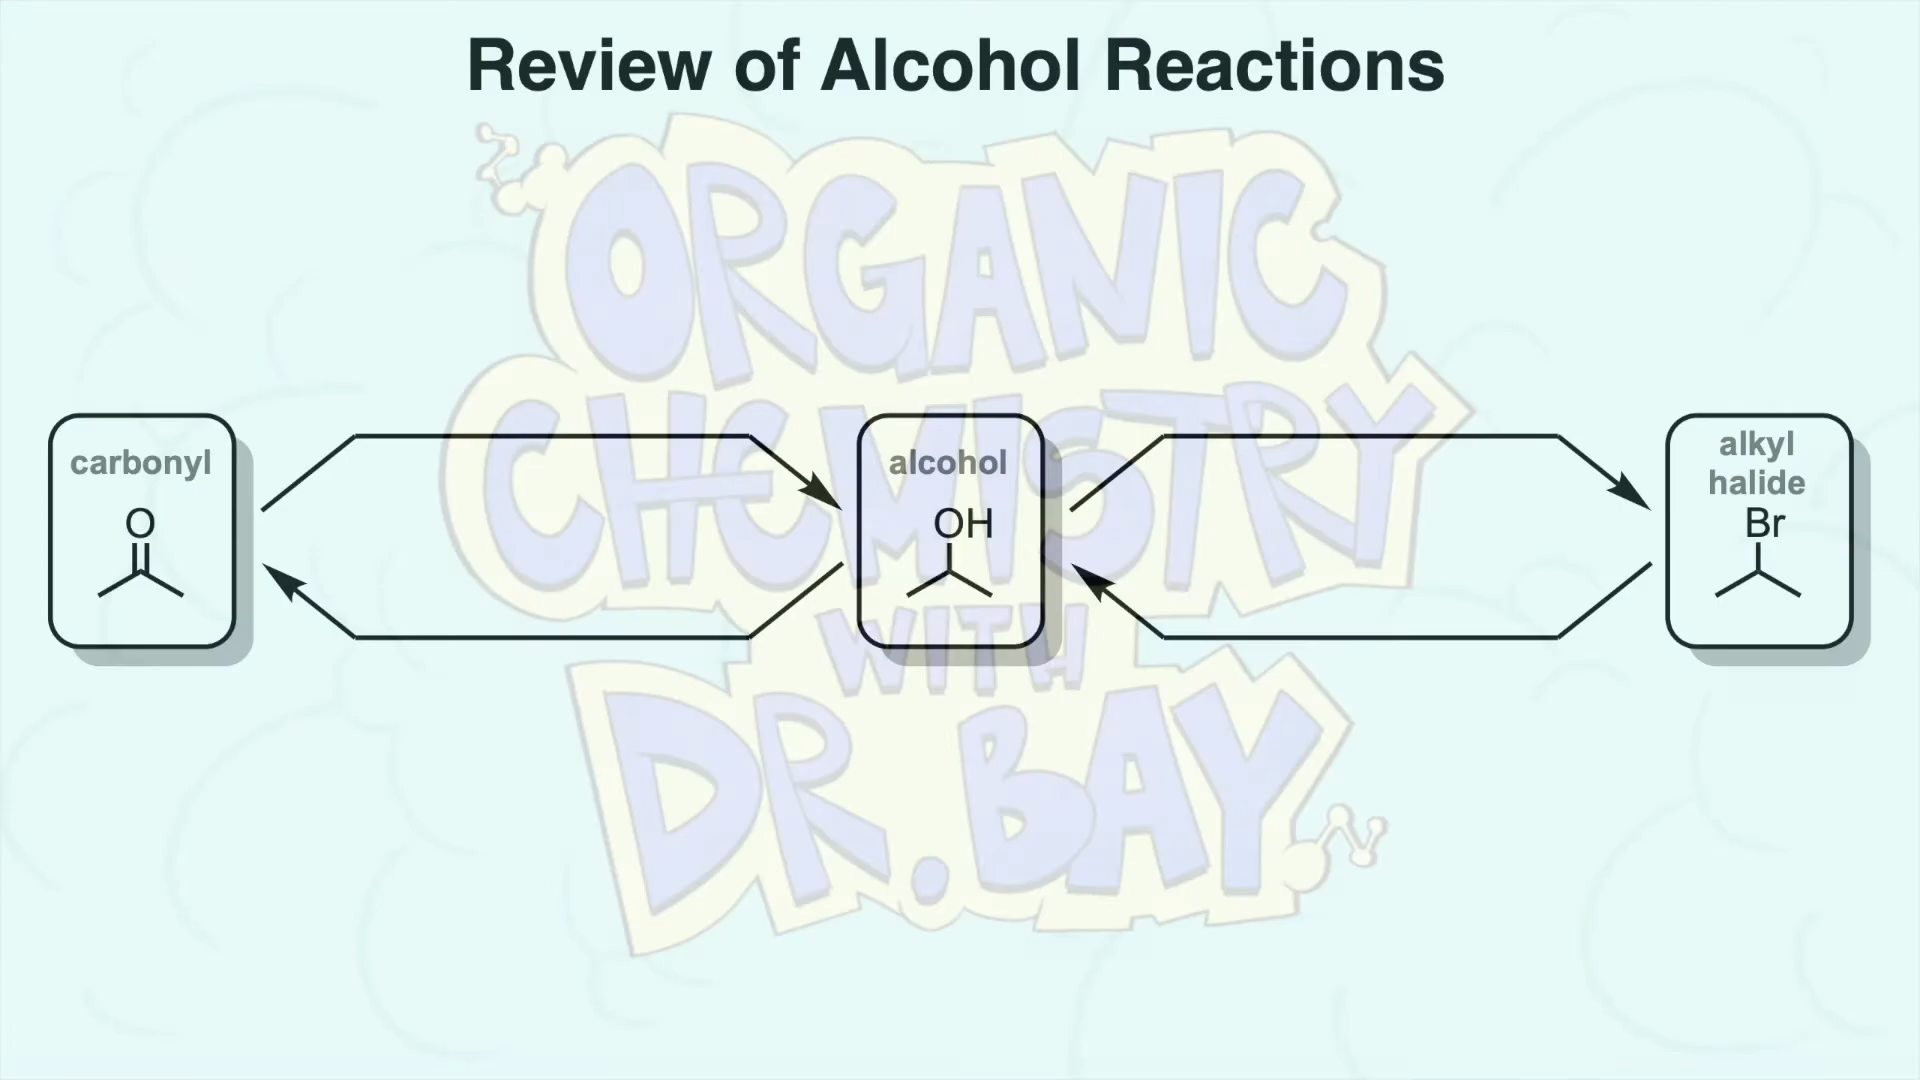 Review of Alcohol Reactions
ORGANIC
CHEMISTRY
WITH
DR. BAY
carbonyl
O
alcohol
OH
alkyl
halide
Br